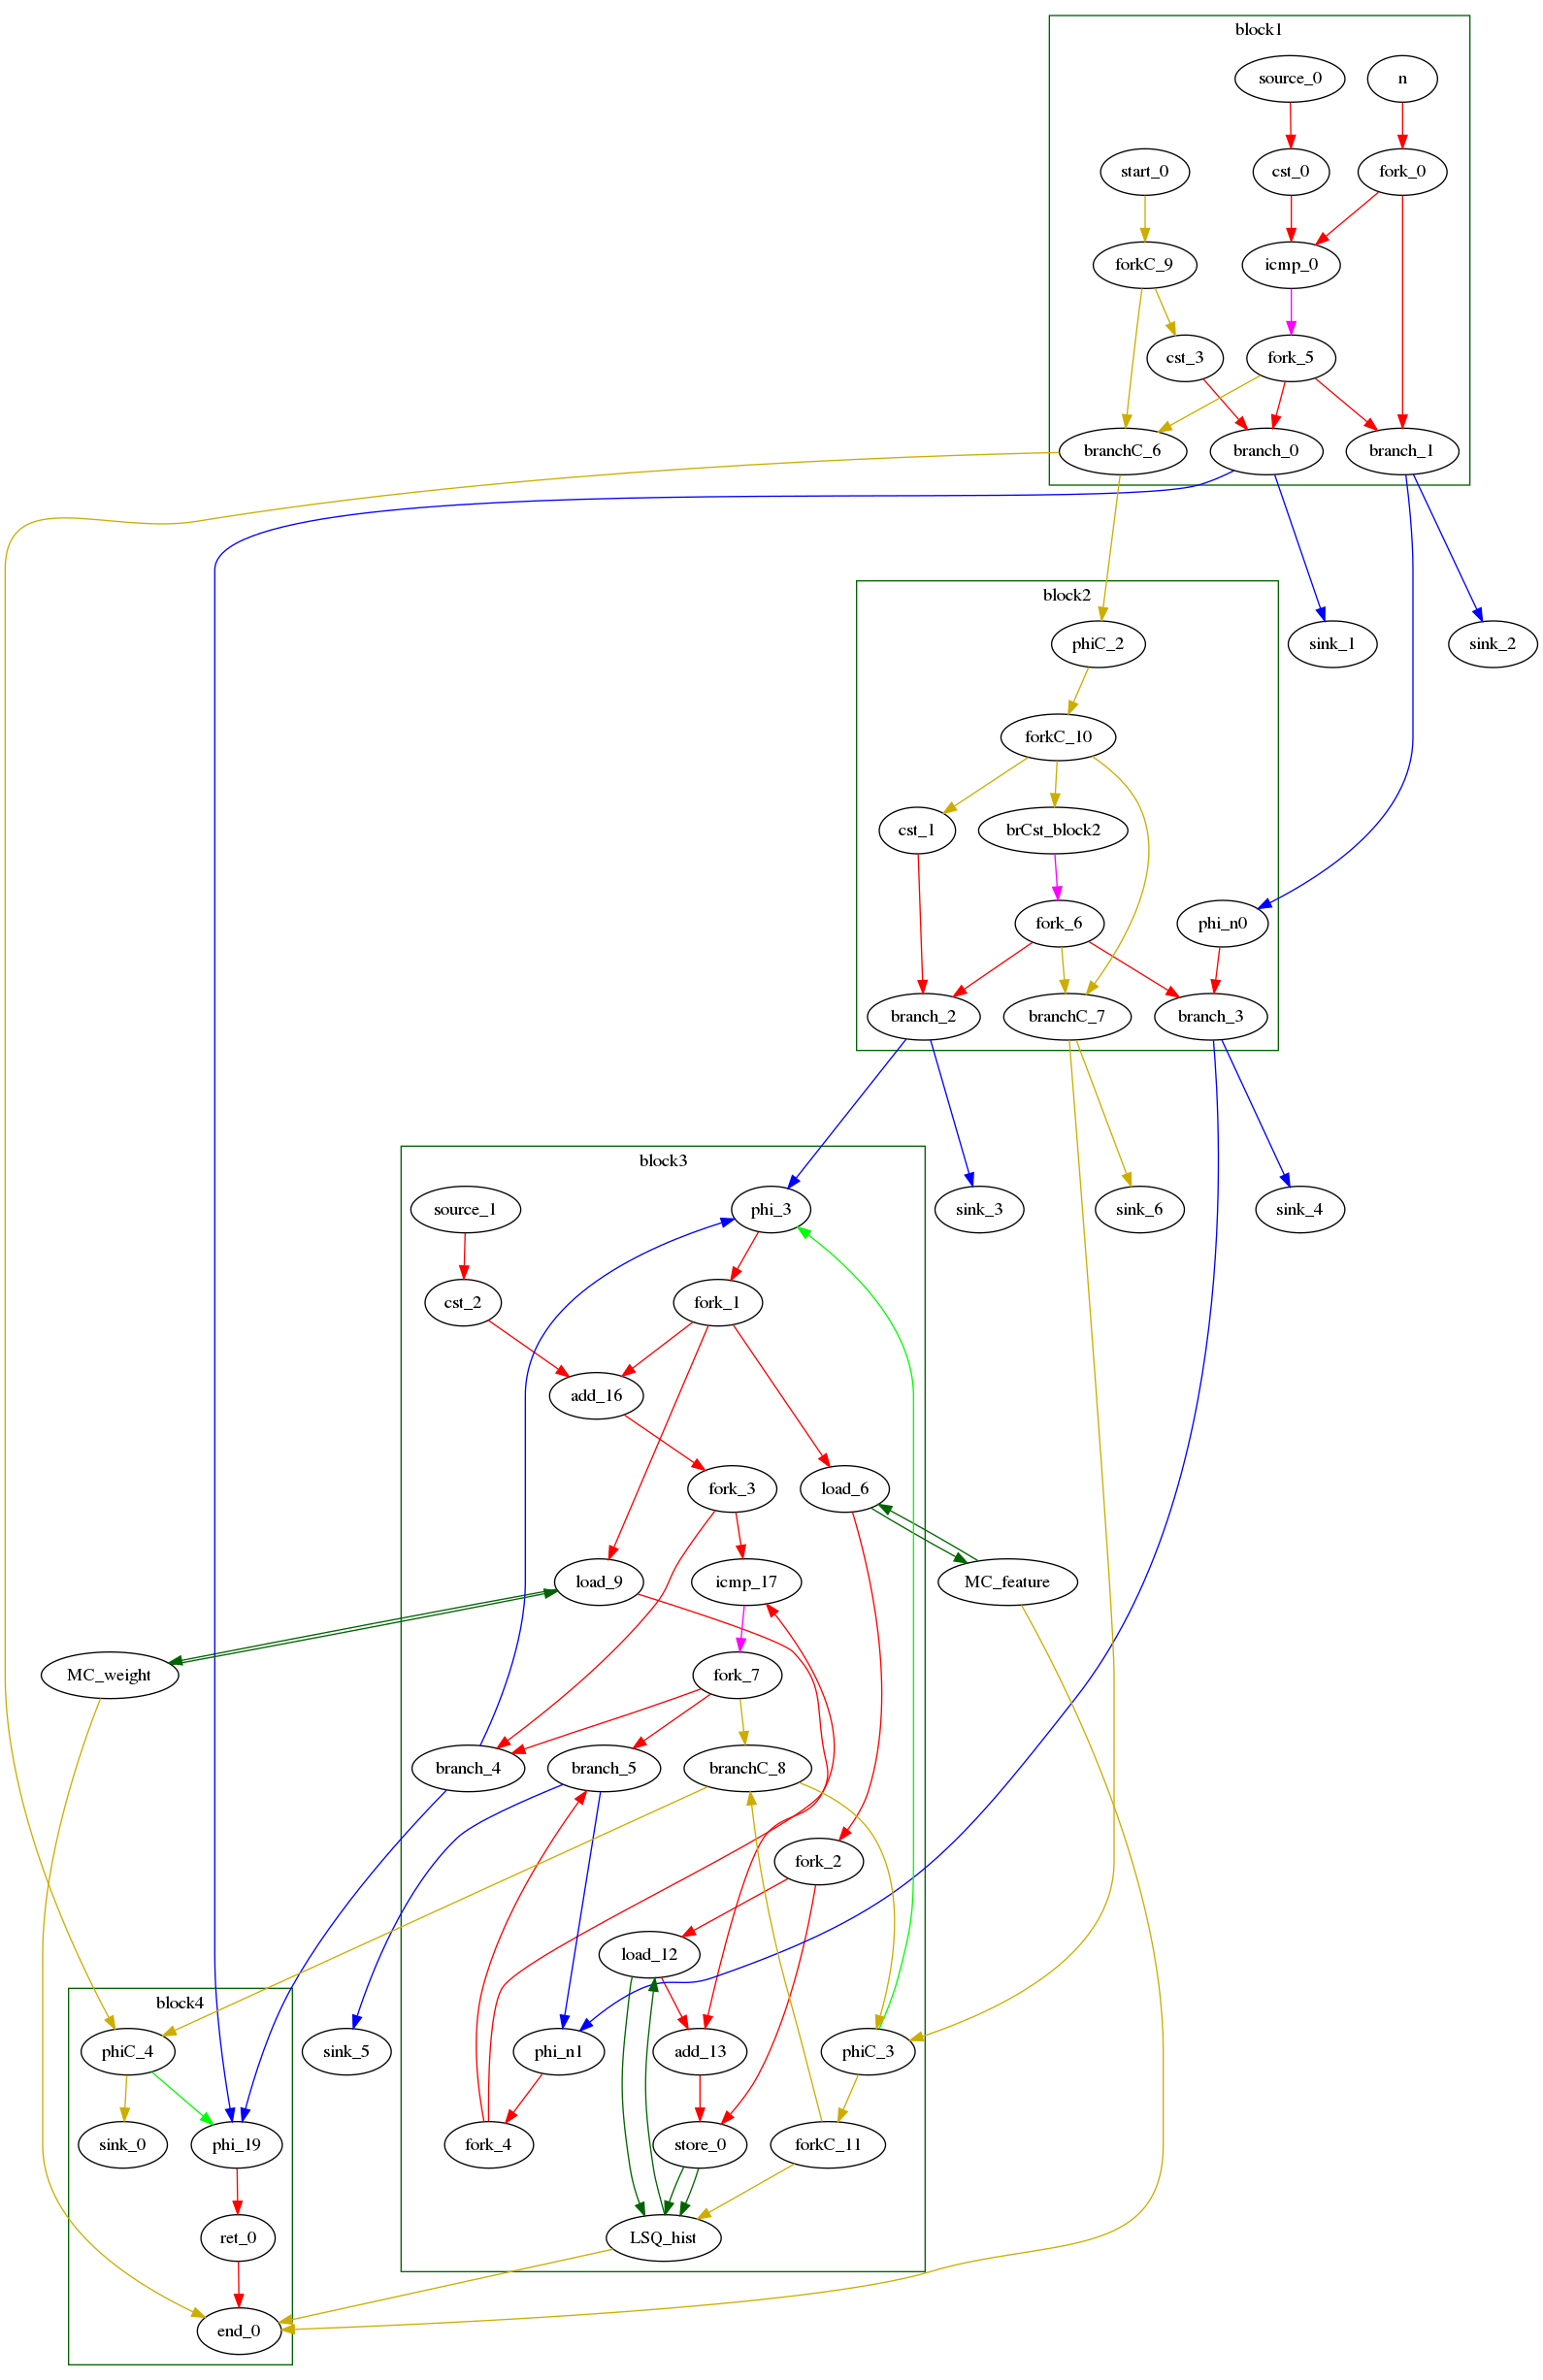 block1
source_0
n
start_0
cst_0
fork_0
forkC_9
icmp_0
cst_3
fork_5
branchC_6
branch_0
branch_1
block2
phiC_2
sink_1
sink_2
forkC_10
cst_1
brCst_block2
fork_6
phi_n0
branch_2
branchC_7
branch_3
block3
source_1
phi_3
sink_3
sink_6
sink_4
cst_2
fork_1
add_16
fork_3
load_6
load_9
icmp_17
MC_feature
MC_weight
fork_7
branch_4
branch_5
branchC_8
fork_2
load_12
block4
phiC_4
sink_5
phi_n1
add_13
phiC_3
sink_0
phi_19
fork_4
store_0
forkC_11
ret_0
LSQ_hist
end_0